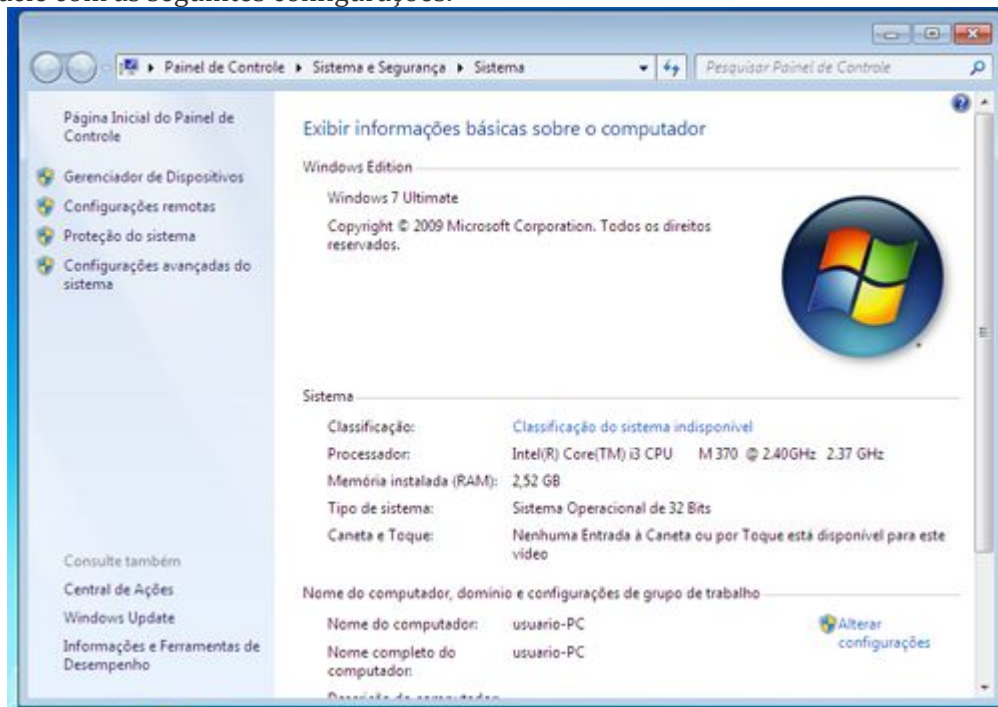 com as seguintes configurações:
Painel de Controle ▸ Sistema e Segurança ▸ Sistema
Pesquisar Painel de Controle
Página Inicial do Painel de
Controle
Gerenciador de Dispositivos
Configurações remotas
Proteção do sistema
Configurações avançadas do
sistema
Consulte também
Central de Ações
Windows Update
Informações e Ferramentas de
Desempenho
Exibir informações básicas sobre o computador
Windows Edition
Windows 7 Ultimate
Copyright © 2009 Microsoft Corporation. Todos os direitos
reservados.
Sistema
Classificação: Classificação do sistema indisponível
Processador: Intel(R) Core(TM) i3 CPU M 370 @ 2.40GHz 2.37 GHz
Memória instalada (RAM): 2,52 GB
Tipo de sistema: Sistema Operacional de 32 Bits
Caneta e Toque: Nenhuma Entrada à Caneta ou por Toque está disponível para este
vídeo
Nome do computador, domínio e configurações de grupo de trabalho
Nome do computador: usuario-PC
Alterar
configurações
Nome completo do
computador: usuario-PC